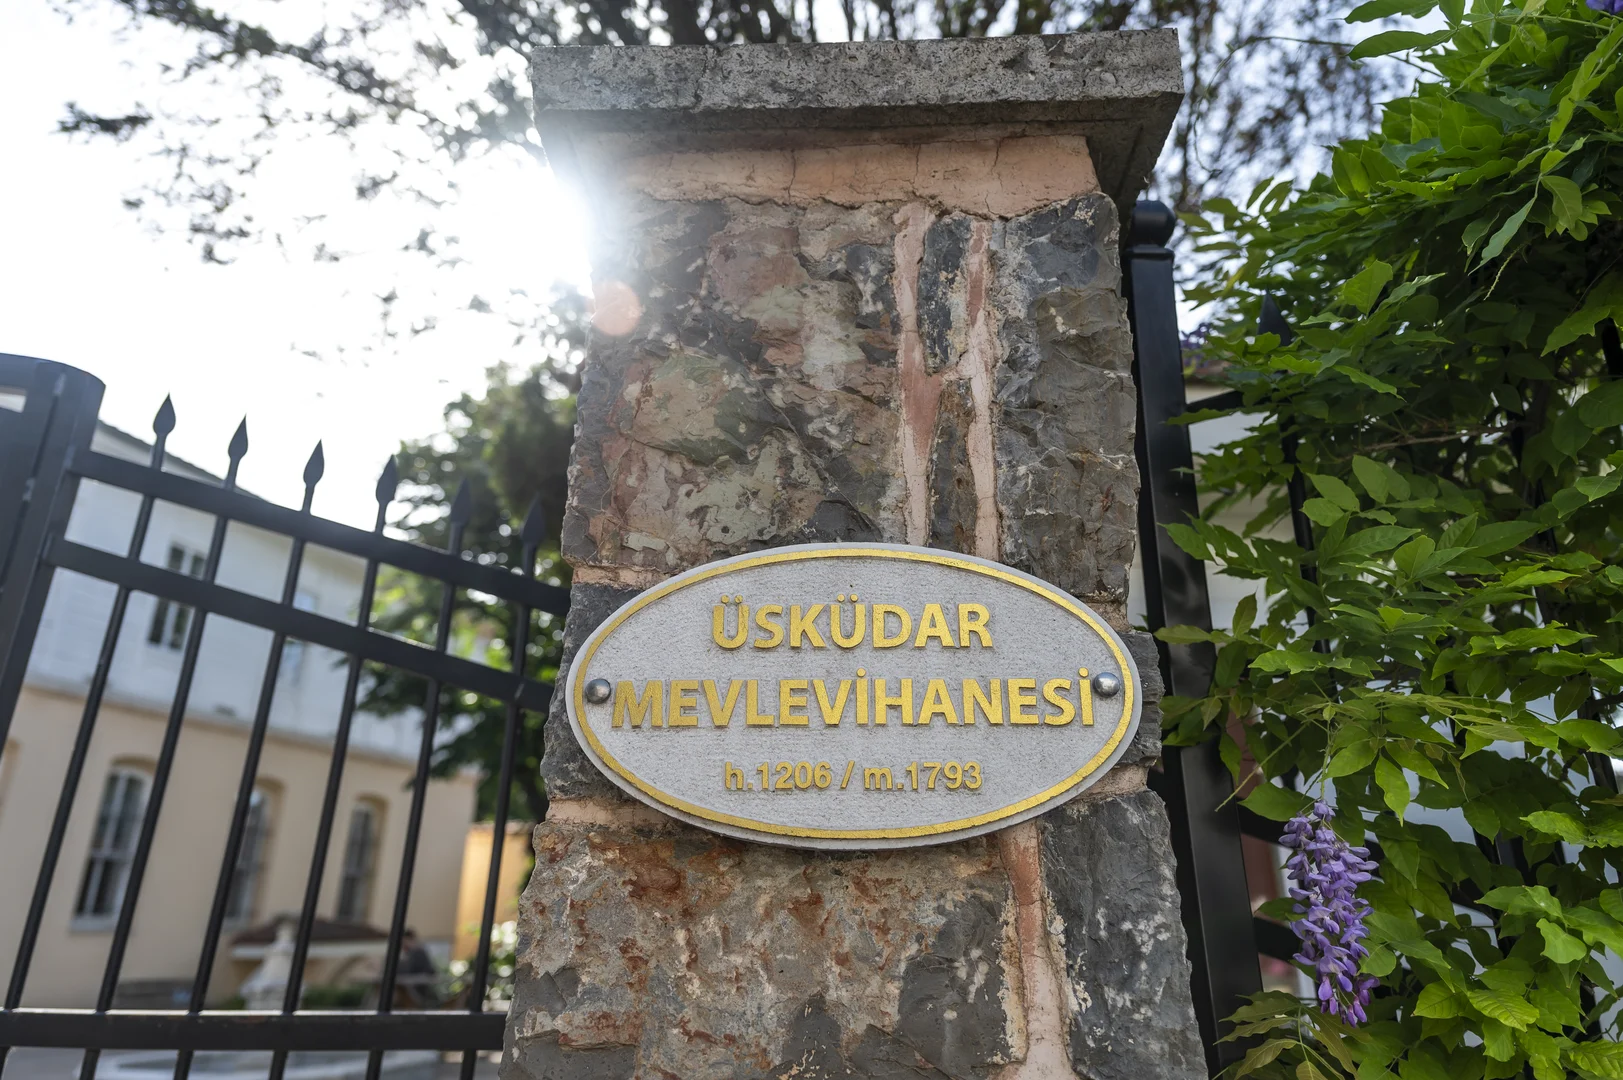 ÜSKÜDAR
MEVLEVİHANESİ
h.1206 / m.1793